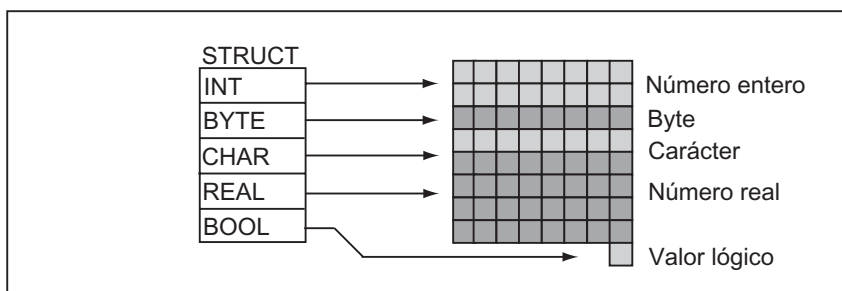 STRUCT
INT
Número entero
BYTE
Byte
CHAR
Carácter
REAL
Número real
BOOL
Valor lógico